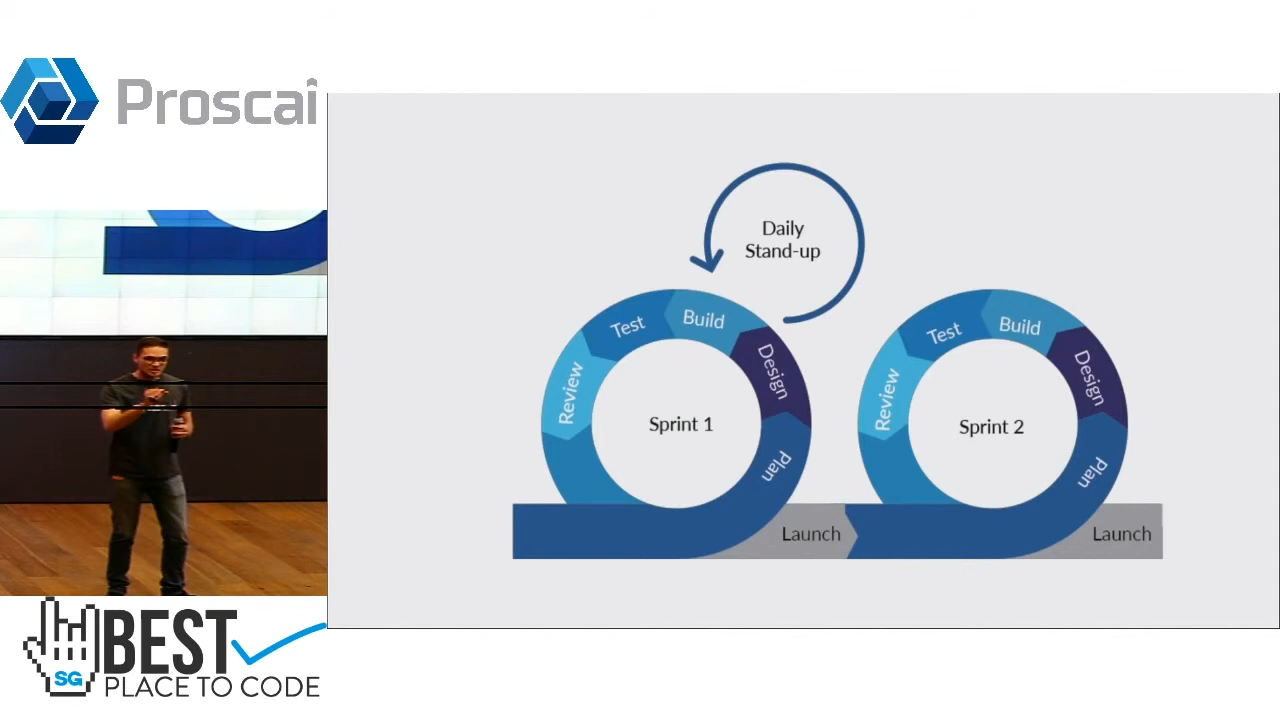 Proscai
Daily
Stand-up
Test
Build
Review
Design
Sprint 1
Plan
Launch
Test
Build
Review
Design
Sprint 2
Plan
Launch
SG
BEST
PLACE TO CODE